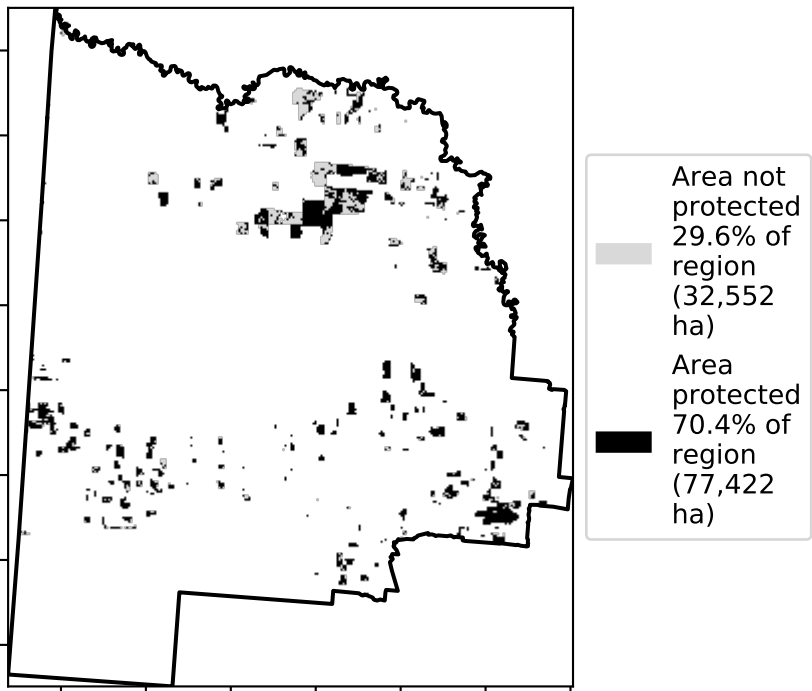 Area not
protected
29.6% of
region
(32,552
ha)
Area
protected
70.4% of
region
(77,422
ha)